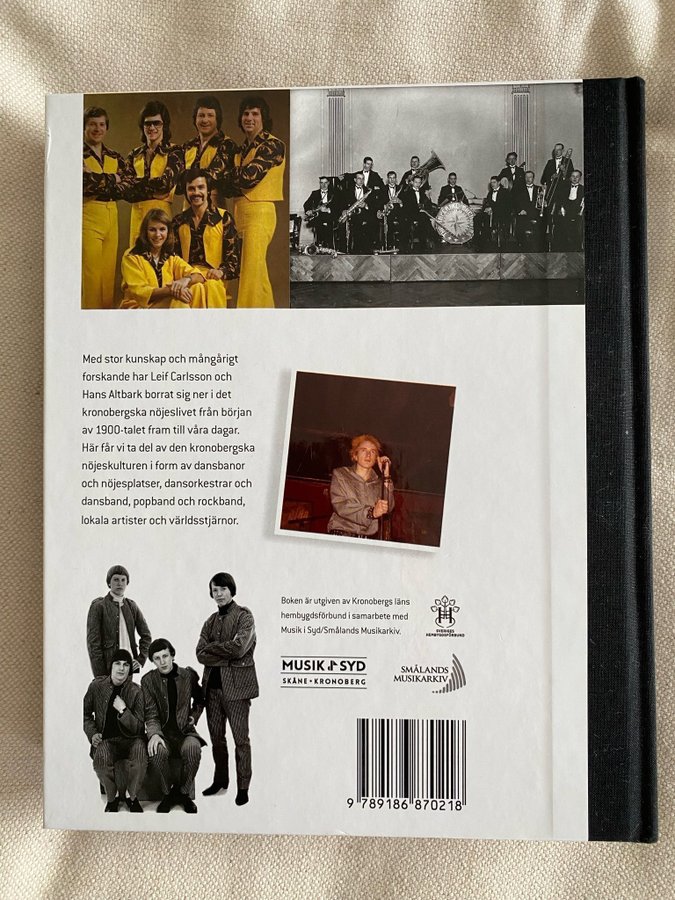 Med stor kunskap och mångårigt
forskande har Leif Carlsson och
Hans Altbark borrat sig ner i det
kronobergska nöjeslivet från början
av 1900-talet fram till våra dagar.
Här får vi ta del av den kronobergska
nöjeskulturen i form av dansbanor
och nöjesplatser, dansorkestrar och
dansband, popband och rockband,
lokala artister och världsstjärnor.
Boken är utgiven av Kronobergs läns
hembygdsförbund i samarbete med
Musik i Syd/Smålands Musikarkiv.
SVERIGES
HEMBYGDSFÖRBUND
MUSIK SYD
SKÅNE • KRONOBERG
SMÅLANDS
MUSIKARKIV
9 789186 870218